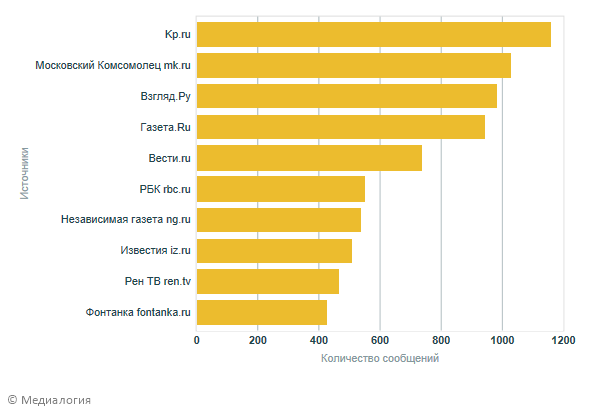 Kp.ru
Московский Комсомолец mk.ru
Взгляд.Ру
Газета.Ru
Вести.ru
РБК rbc.ru
Независимая газета ng.ru
Известия iz.ru
Рен ТВ ren.tv
Фонтанка fontanka.ru
Источники
0 200 400 600 800 1000 1200
Количество сообщений
© Медиалогия